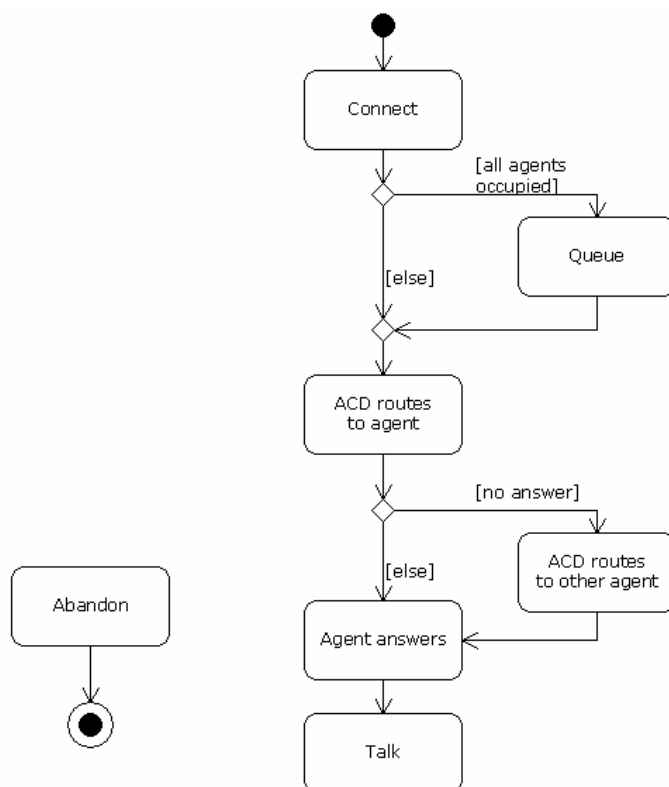 Connect
[all agents
occupied]
Queue
[else]
ACD routes
to agent
[no answer]
ACD routes
to other agent
[else]
Abandon
Agent answers
Talk